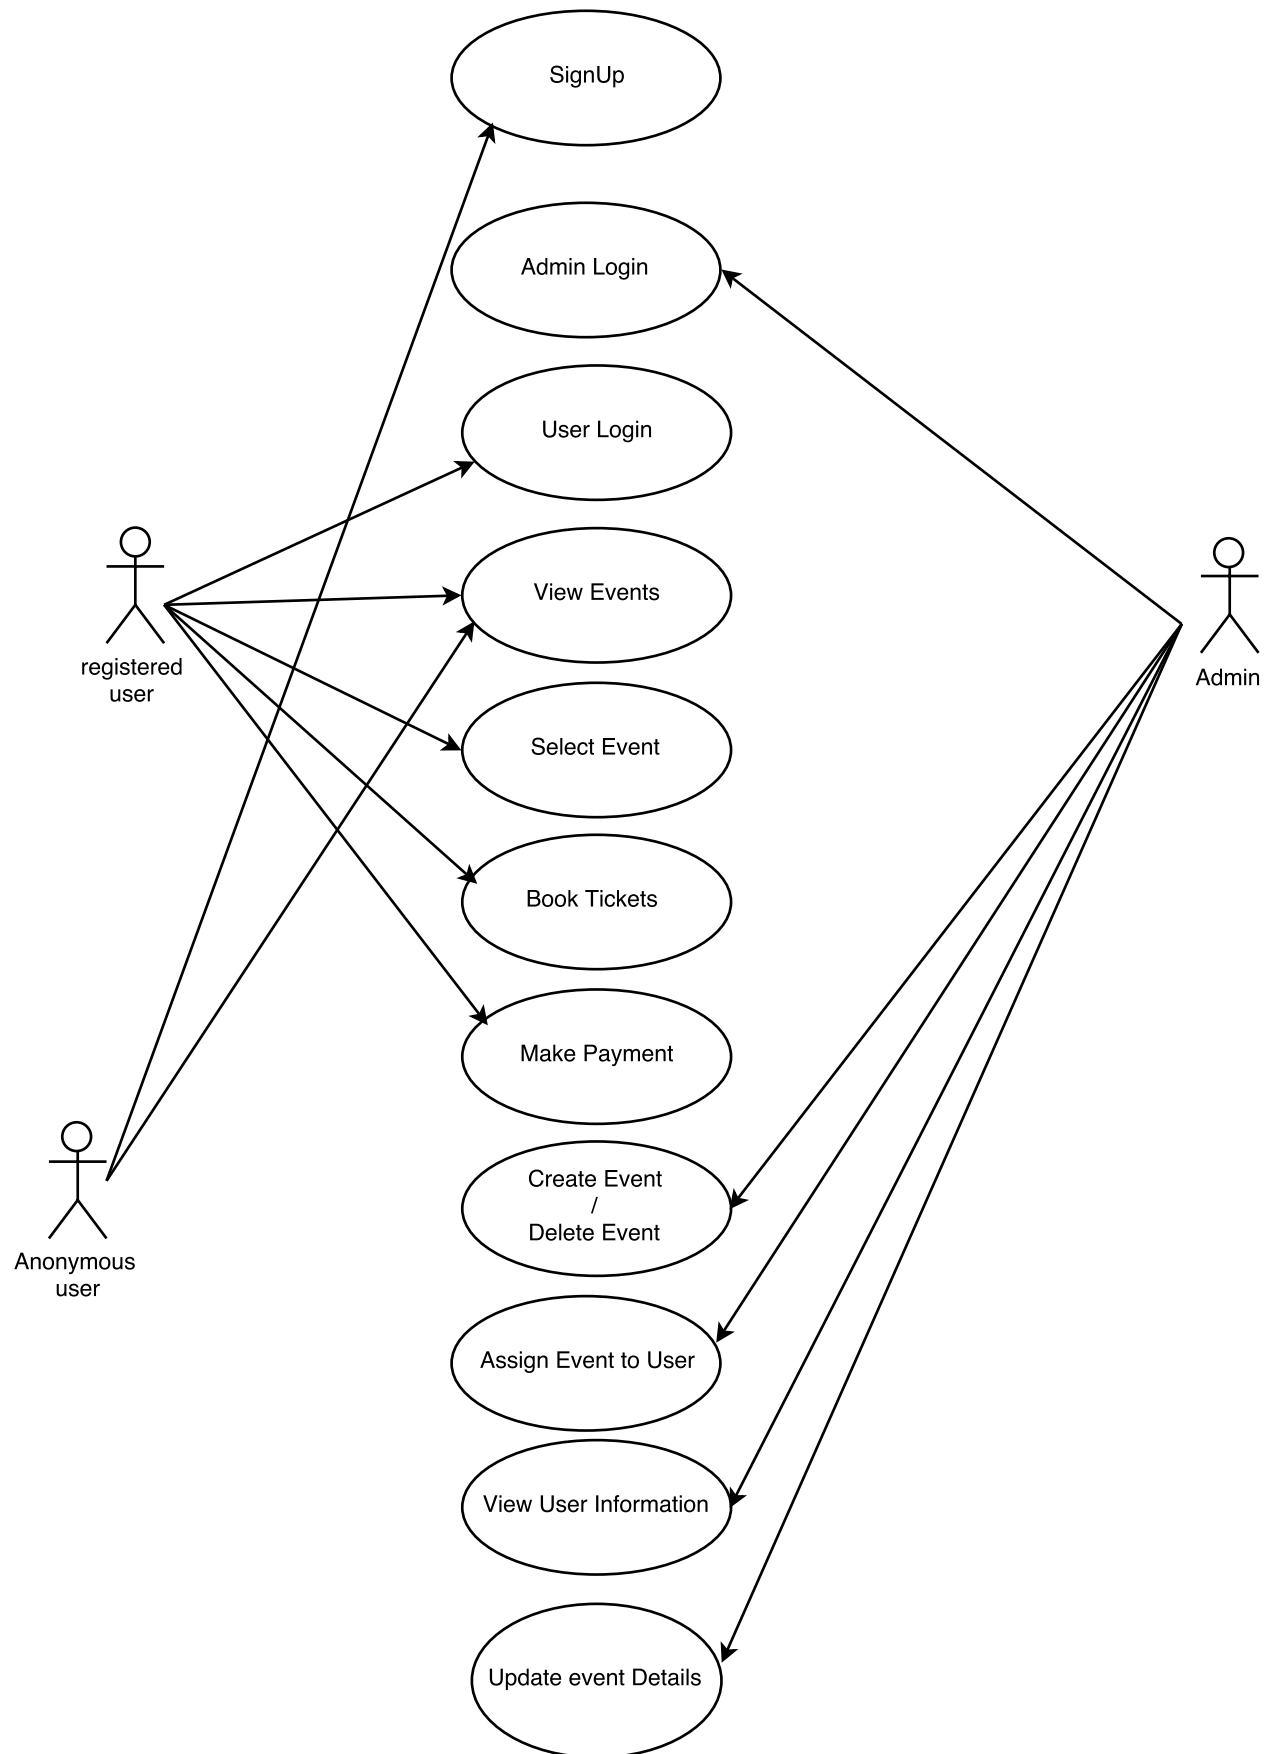 SignUp
Admin Login
User Login
View Events
registered
user
Admin
Select Event
Book Tickets
Make Payment
Create Event
/
Delete Event
Anonymous
user
Assign Event to User
View User Information
Update event Details